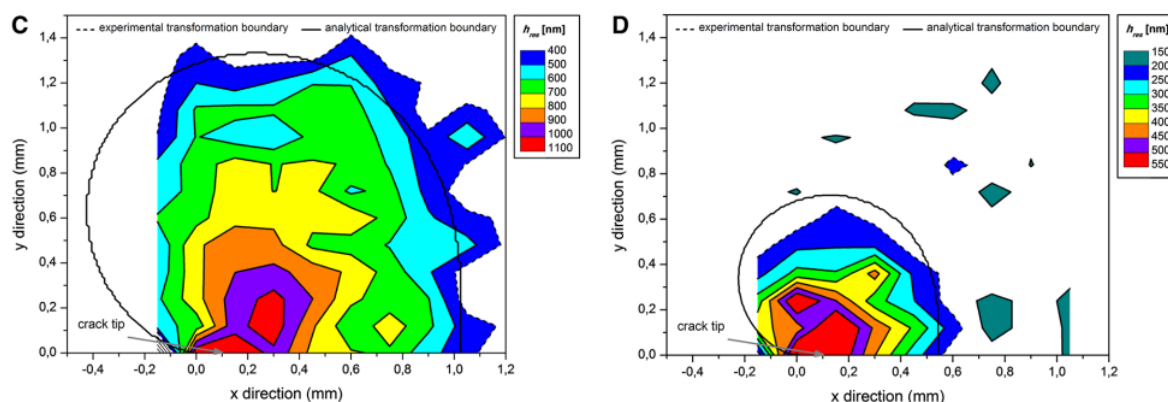 C
experimental transformation boundary
analytical transformation boundary
h_res [nm]
400
500
600
700
800
900
1000
1100
1,4
1,2
1,0
0,8
0,6
0,4
0,2
0,0
y direction (mm)
crack tip
-0,4 -0,2 0,0 0,2 0,4 0,6 0,8 1,0 1,2
x direction (mm)
D
experimental transformation boundary
analytical transformation boundary
h_res [nm]
150
200
250
300
350
400
450
500
550
1,4
1,2
1,0
0,8
0,6
0,4
0,2
0,0
y direction (mm)
crack tip
-0,4 -0,2 0,0 0,2 0,4 0,6 0,8 1,0 1,2
x direction (mm)